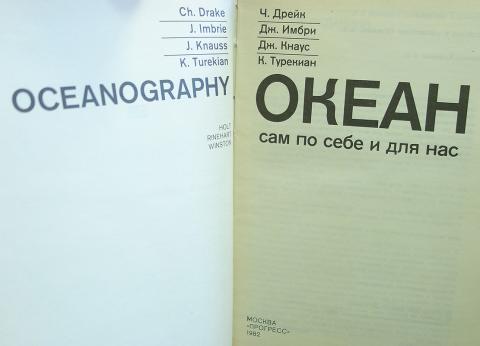 Ch. Drake
J. Imbrie
J. Knauss
K. Turekian
OCEANOGRAPHY
HOLT
RINEHART
WINSTON
Ч. Дрейк
Дж. Имбри
Дж. Кнаус
К. Турекиан
ОКЕАН
сам по себе и для нас
МОСКВА
«ПРОГРЕСС»
1982